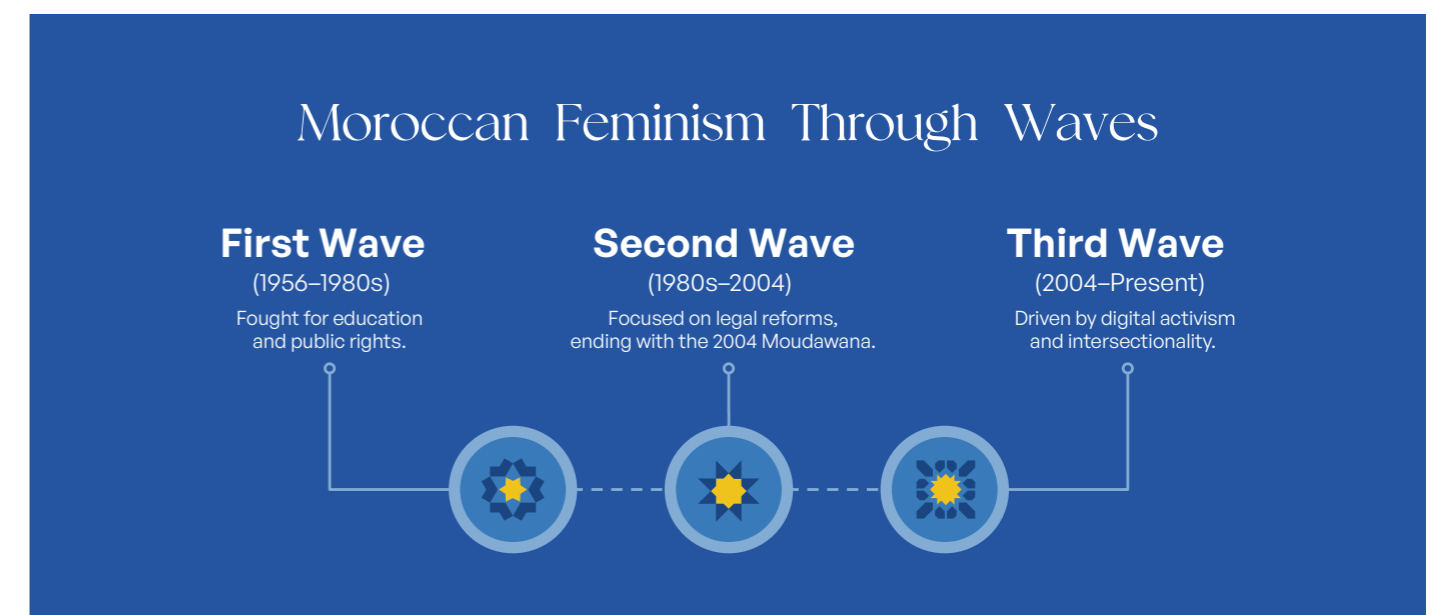 Moroccan Feminism Through Waves
First Wave
(1956–1980s)
Fought for education
and public rights.
Second Wave
(1980s–2004)
Focused on legal reforms,
ending with the 2004 Moudawana.
Third Wave
(2004–Present)
Driven by digital activism
and intersectionality.